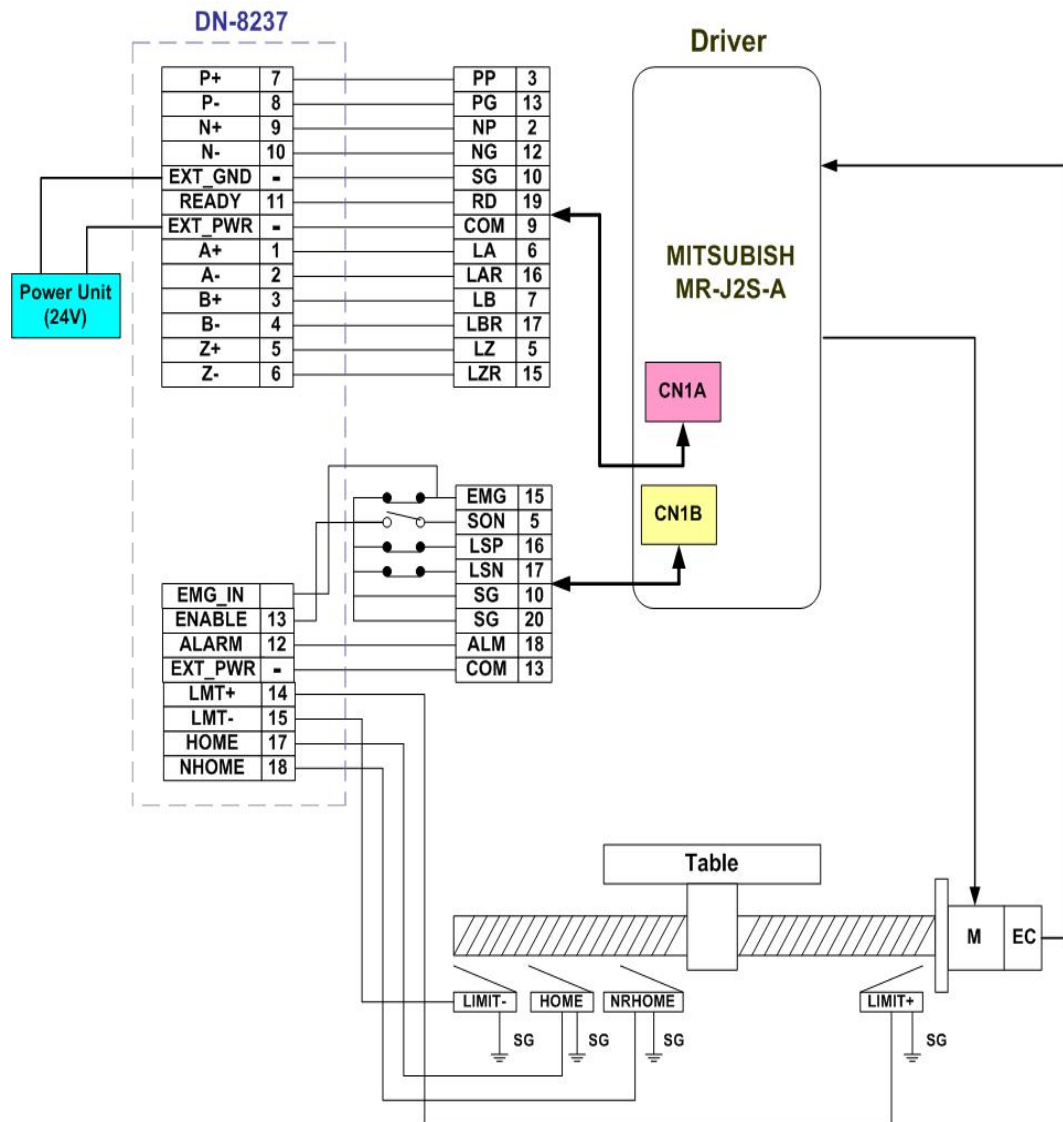 DN-8237
Driver
P+ 7 PP 3
P- 8 PG 13
N+ 9 NP 2
N- 10 NG 12
EXT_GND - SG 10
READY 11 RD 19
EXT_PWR - COM 9
A+ 1 LA 6
A- 2 LAR 16
B+ 3 LB 7
B- 4 LBR 17
Z+ 5 LZ 5
Z- 6 LZR 15
Power Unit
(24V)
MITSUBISH
MR-J2S-A
CN1A
CN1B
EMG 15
SON 5
LSP 16
LSN 17
SG 10
SG 20
ALM 18
COM 13
EMG_IN
ENABLE 13
ALARM 12
EXT_PWR -
LMT+ 14
LMT- 15
HOME 17
NHOME 18
Table
M EC
LIMIT- HOME NRHOME LIMIT+
SG SG SG SG